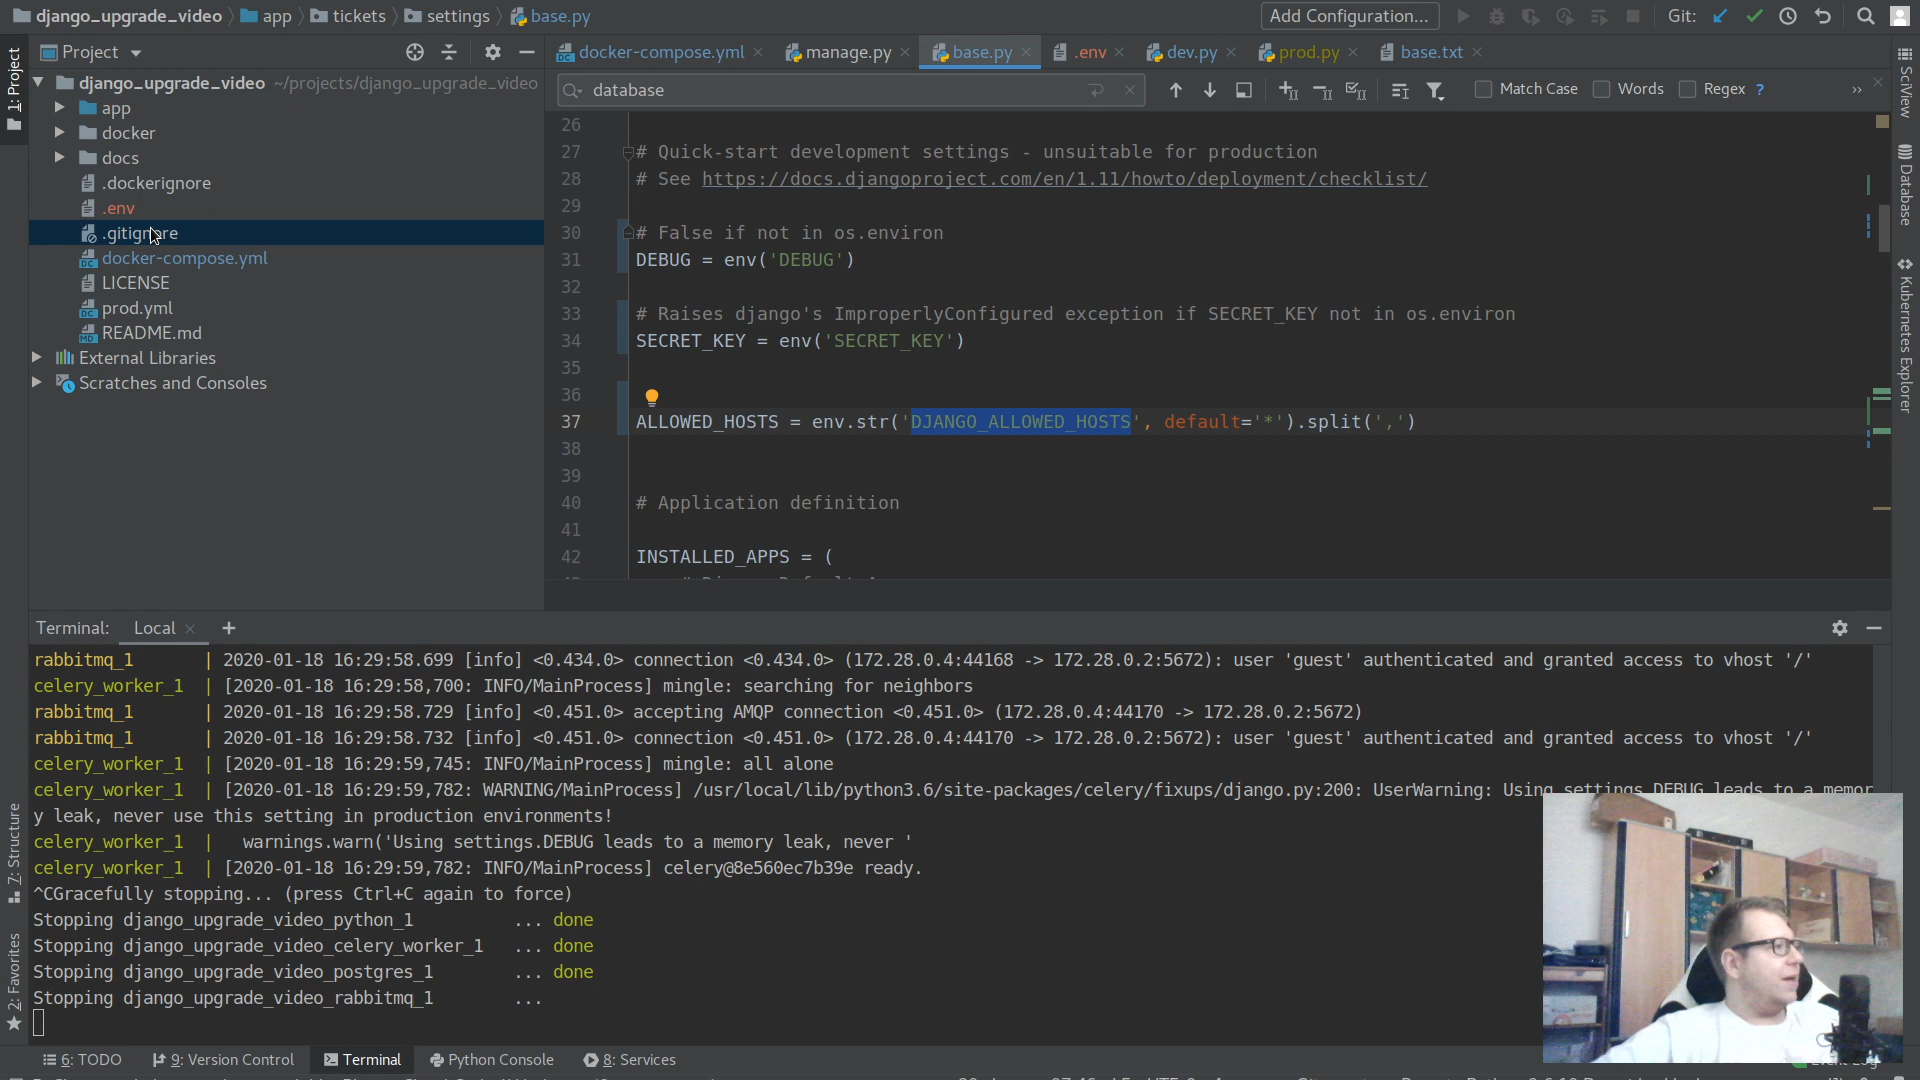 django_upgrade_video
app
tickets
settings
base.py
Add Configuration...
Git:
1: Project
Project
docker-compose.yml
manage.py
base.py
.env
dev.py
prod.py
base.txt
django_upgrade_video ~/projects/django_upgrade_video
app
docker
docs
.dockerignore
.env
.gitignore
docker-compose.yml
LICENSE
prod.yml
README.md
External Libraries
Scratches and Consoles
database
Match Case
Words
Regex ?
SciView
Database
Kubernetes Explorer
26
27 # Quick-start development settings - unsuitable for production
28 # See https://docs.djangoproject.com/en/1.11/howto/deployment/checklist/
29
30 # False if not in os.environ
31 DEBUG = env('DEBUG')
32
33 # Raises django's ImproperlyConfigured exception if SECRET_KEY not in os.environ
34 SECRET_KEY = env('SECRET_KEY')
35
36
37 ALLOWED_HOSTS = env.str('DJANGO_ALLOWED_HOSTS', default='*').split(',')
38
39
40 # Application definition
41
42 INSTALLED_APPS = (
Terminal:
Local
rabbitmq_1 | 2020-01-18 16:29:58.699 [info] <0.434.0> connection <0.434.0> (172.28.0.4:44168 -> 172.28.0.2:5672): user 'guest' authenticated and granted access to vhost '/'
celery_worker_1 | [2020-01-18 16:29:58,700: INFO/MainProcess] mingle: searching for neighbors
rabbitmq_1 | 2020-01-18 16:29:58.729 [info] <0.451.0> accepting AMQP connection <0.451.0> (172.28.0.4:44170 -> 172.28.0.2:5672)
rabbitmq_1 | 2020-01-18 16:29:58.732 [info] <0.451.0> connection <0.451.0> (172.28.0.4:44170 -> 172.28.0.2:5672): user 'guest' authenticated and granted access to vhost '/'
celery_worker_1 | [2020-01-18 16:29:59,745: INFO/MainProcess] mingle: all alone
celery_worker_1 | [2020-01-18 16:29:59,782: WARNING/MainProcess] /usr/local/lib/python3.6/site-packages/celery/fixups/django.py:200: UserWarning: Using settings.DEBUG leads to a memor
y leak, never use this setting in production environments!
celery_worker_1 | warnings.warn('Using settings.DEBUG leads to a memory leak, never '
celery_worker_1 | [2020-01-18 16:29:59,782: INFO/MainProcess] celery@8e560ec7b39e ready.
^CGracefully stopping... (press Ctrl+C again to force)
Stopping django_upgrade_video_python_1 ... done
Stopping django_upgrade_video_celery_worker_1 ... done
Stopping django_upgrade_video_postgres_1 ... done
Stopping django_upgrade_video_rabbitmq_1 ...
7: Structure
2: Favorites
6: TODO
9: Version Control
Terminal
Python Console
8: Services